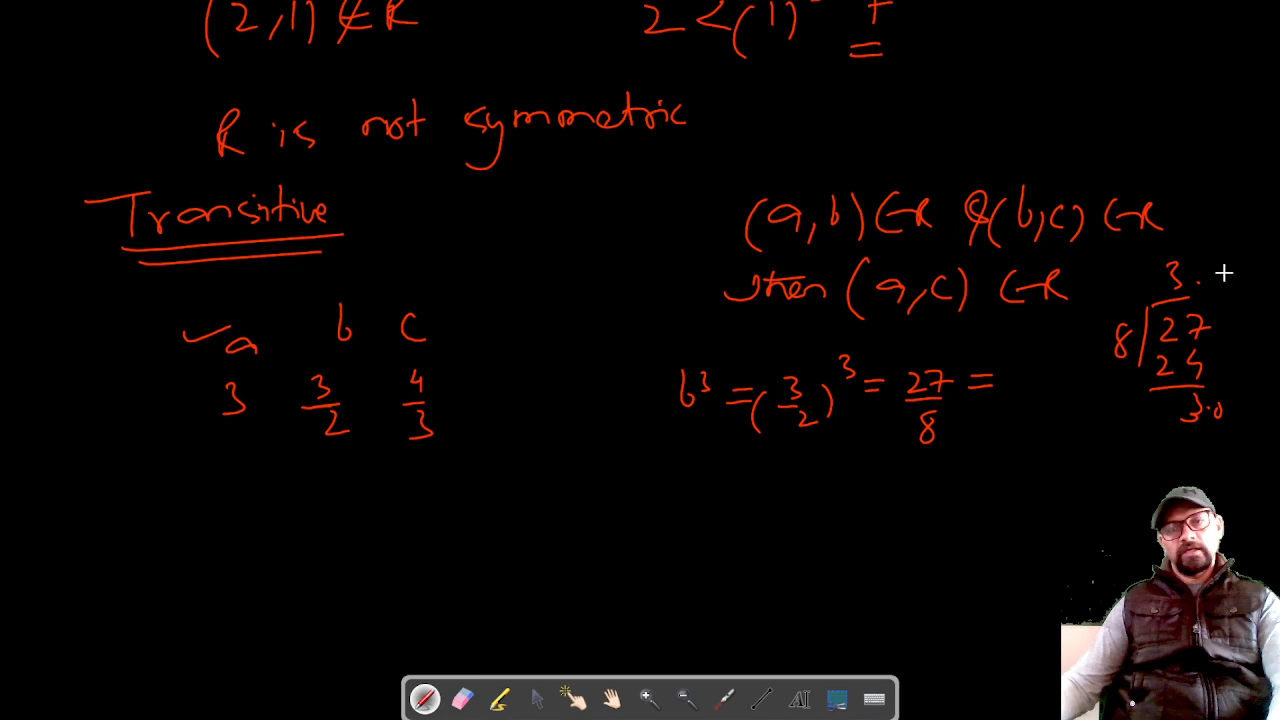 (2,1) ∉ R
2 < (1)
R is not symmetric
Transitive
(a,b) ∈ R & (b,c) ∈ R
then (a,c) ∈ R
a b c
3 3/2 4/3
b³ = (3/2)³ = 27/8 =
3.
8 27
24
3.0
AI